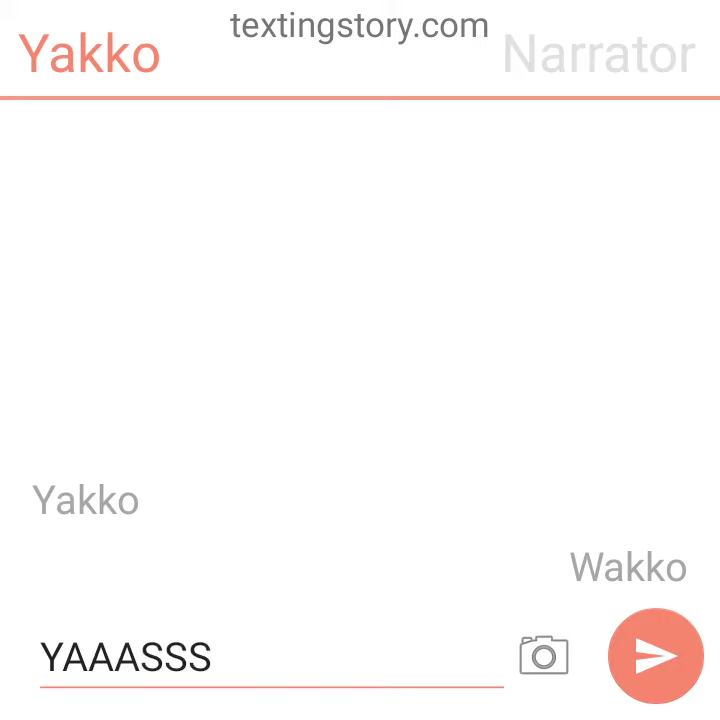 textingstory.com
Yakko Narrator
Yakko
Wakko
YAAASSS